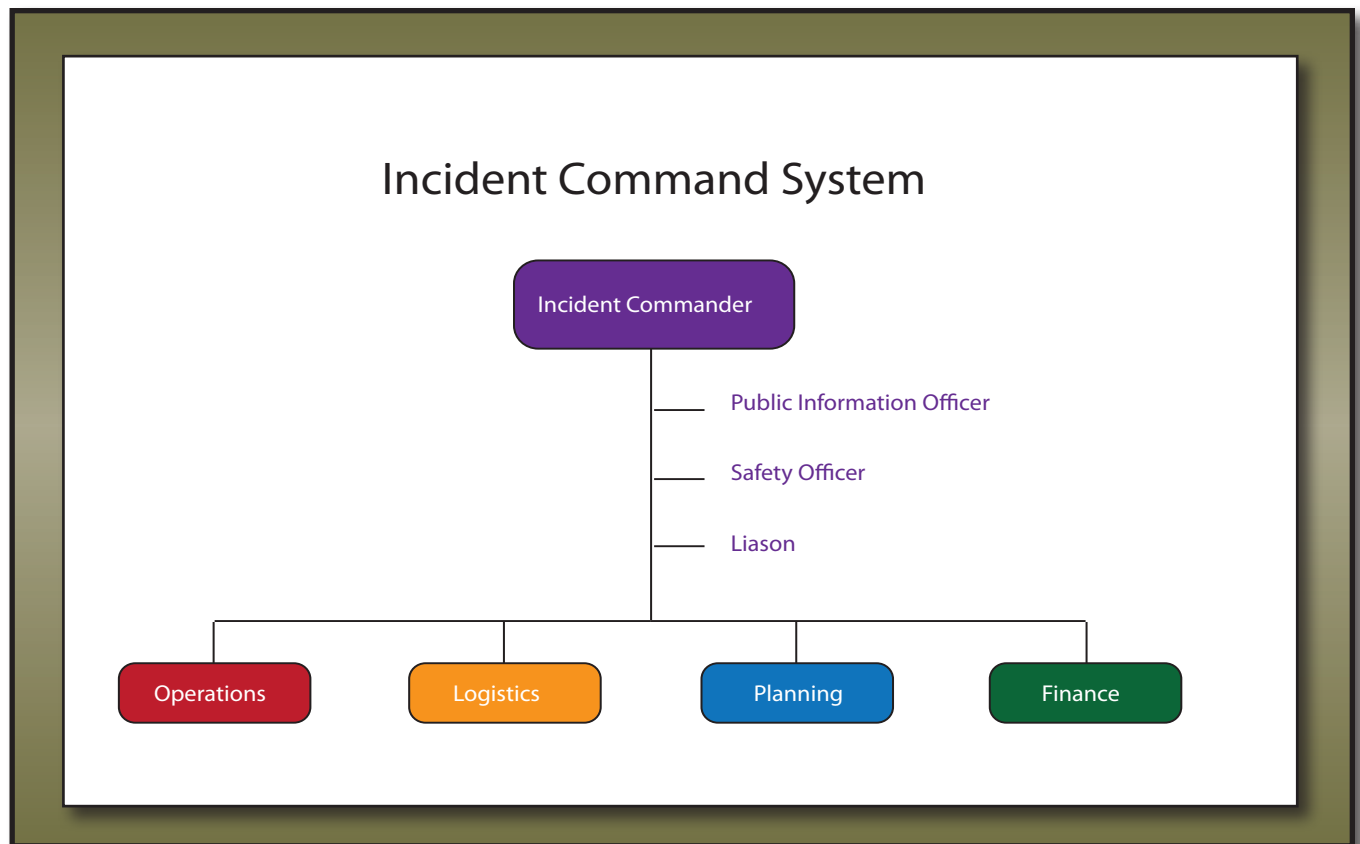 Incident Command System
Incident Commander
Public Information Officer
Safety Officer
Liason
Operations
Logistics
Planning
Finance